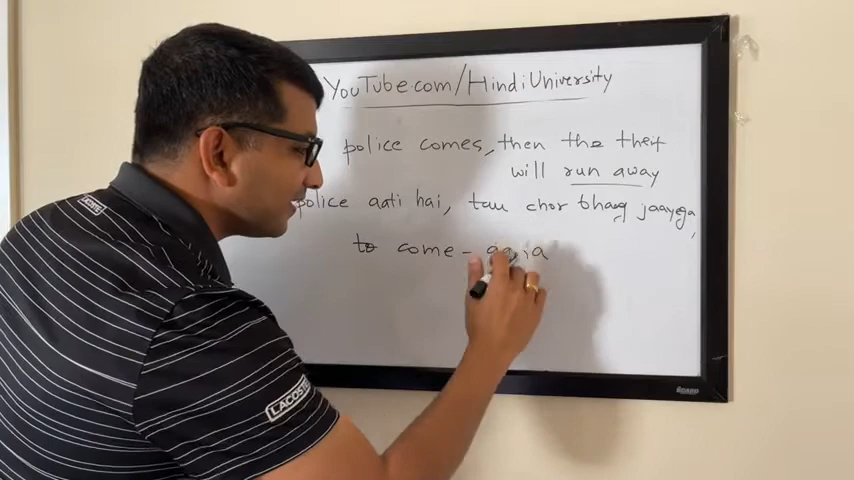 YouTube.com/HindiUniversity
police comes, then the theif
will run away
police aati hai, tau chor bhaag jaayega,
to come -
LACOSTE